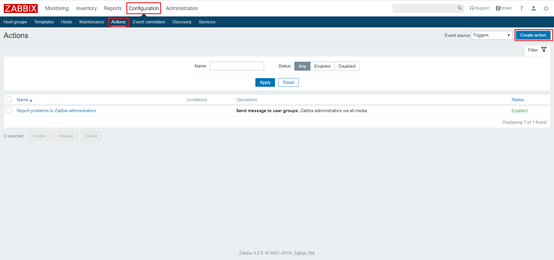 ZABBIX Monitoring Inventory Reports Configuration Administration Support Share ?
Host groups Templates Hosts Maintenance Actions Event correlation Discovery Services
Actions Event source Triggers Create action
Filter
Name Status Any Enabled Disabled
Apply Reset
Name Conditions Operations Status
Report problems to Zabbix administrators Send message to user groups: Zabbix administrators via all media Enabled
Displaying 1 of 1 found
0 selected Enable Disable Delete
Zabbix 4.2.8. © 2001–2019, Zabbix SIA